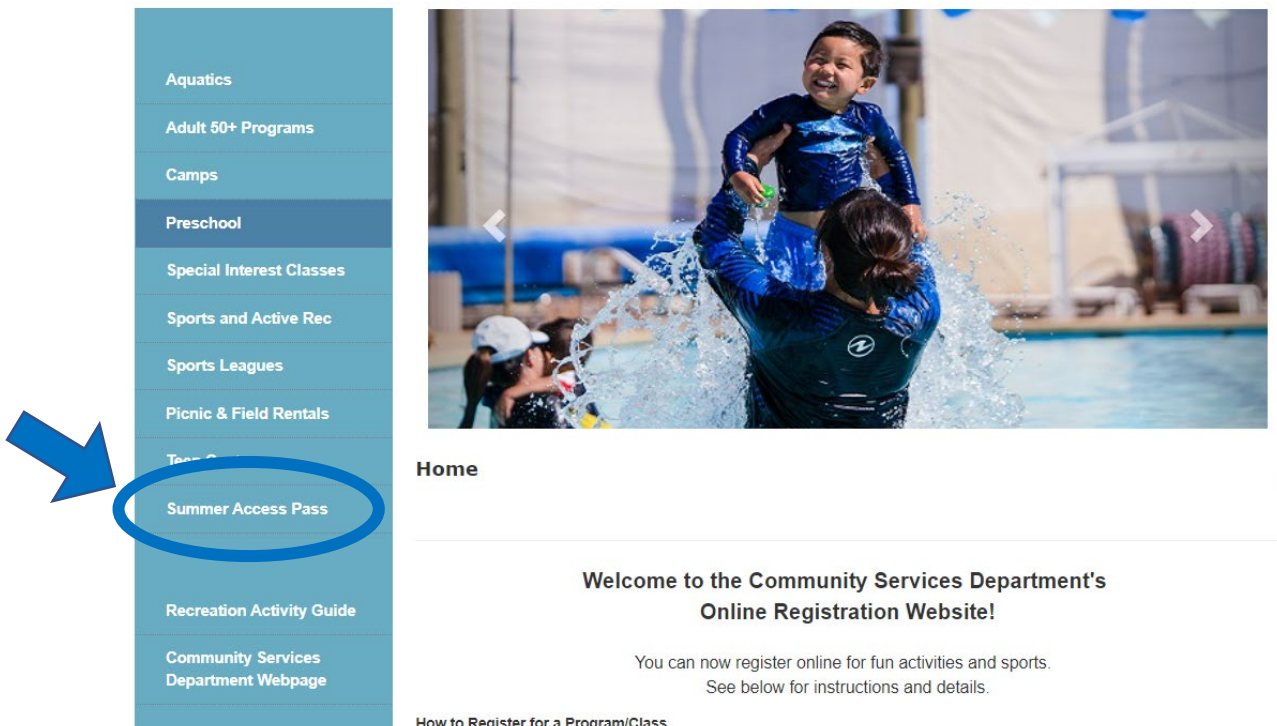 Aquatics
Adult 50+ Programs
Camps
Preschool
Special Interest Classes
Sports and Active Rec
Sports Leagues
Picnic & Field Rentals
Teen
Summer Access Pass
Recreation Activity Guide
Community Services
Department Webpage
Home
Welcome to the Community Services Department's
Online Registration Website!
You can now register online for fun activities and sports.
See below for instructions and details.
How to Register for a Program/Class